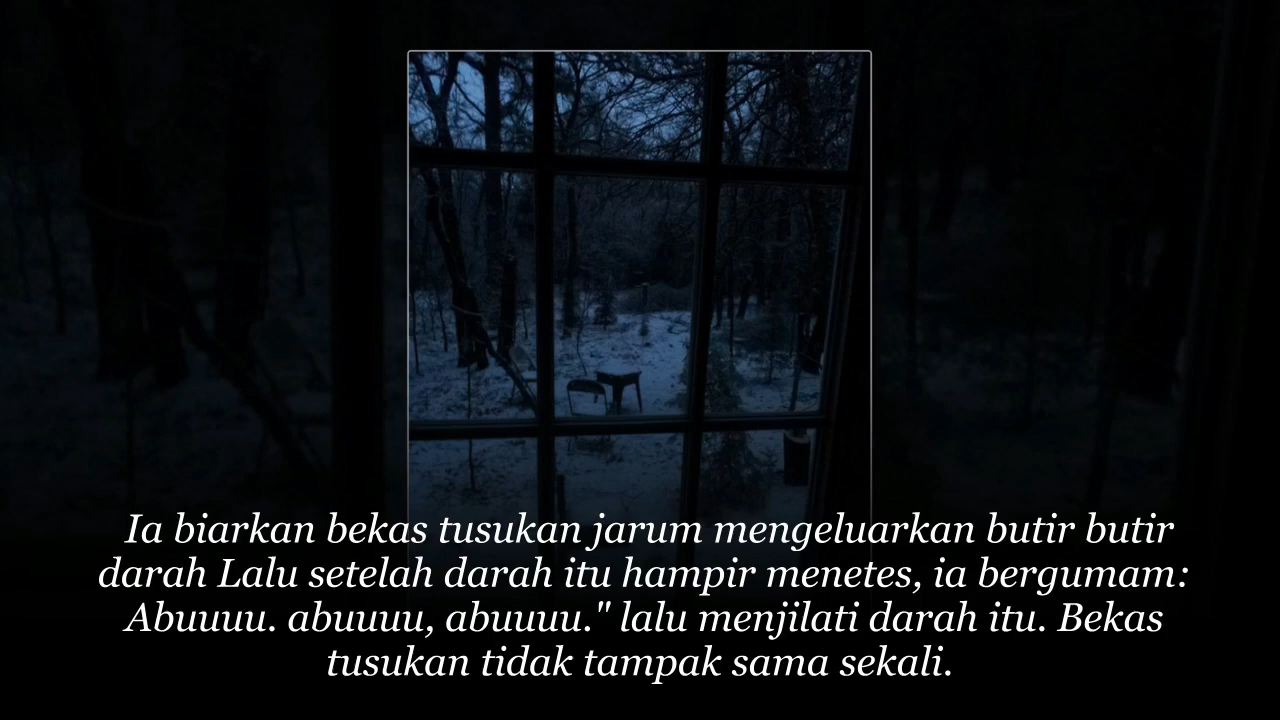 Ia biarkan bekas tusukan jarum mengeluarkan butir butir
darah Lalu setelah darah itu hampir menetes, ia bergumam:
Abuuuu. abuuuu, abuuuu." lalu menjilati darah itu. Bekas
tusukan tidak tampak sama sekali.